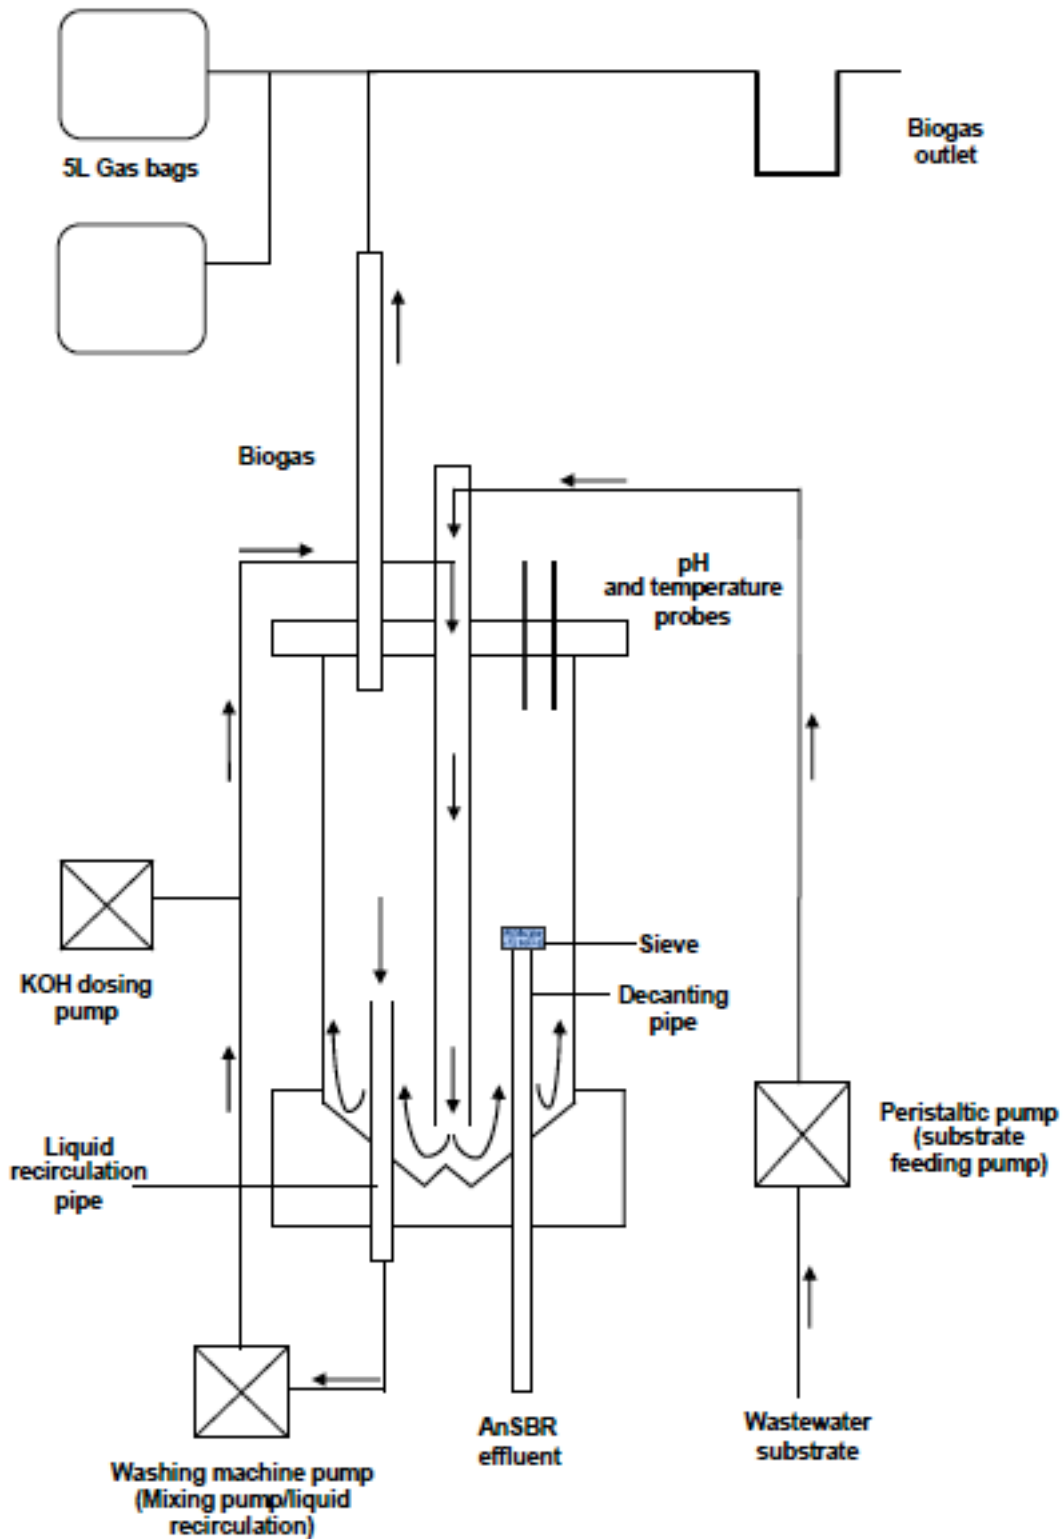 5L Gas bags
Biogas
outlet
Biogas
pH
and temperature
probes
Sieve
Decanting
pipe
KOH dosing
pump
Liquid
recirculation
pipe
Peristaltic pump
(substrate
feeding pump)
AnSBR
effluent
Wastewater
substrate
Washing machine pump
(Mixing pump/liquid
recirculation)